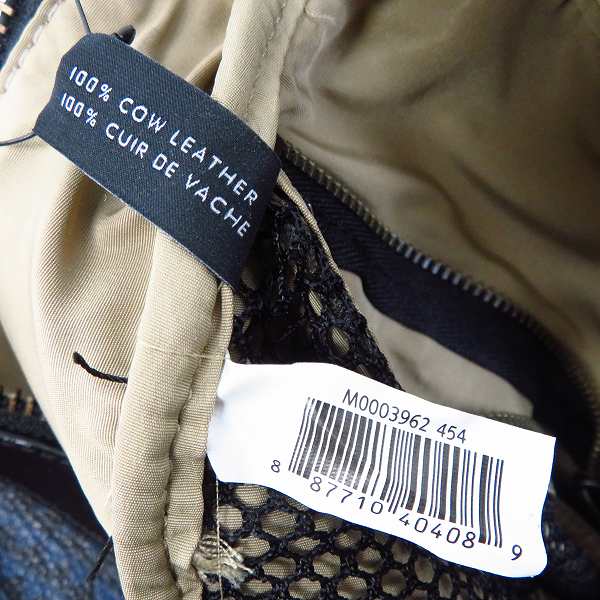 100% COW LEATHER
100% CUIR DE VACHE
M0003962 454
8 87710 40408 9